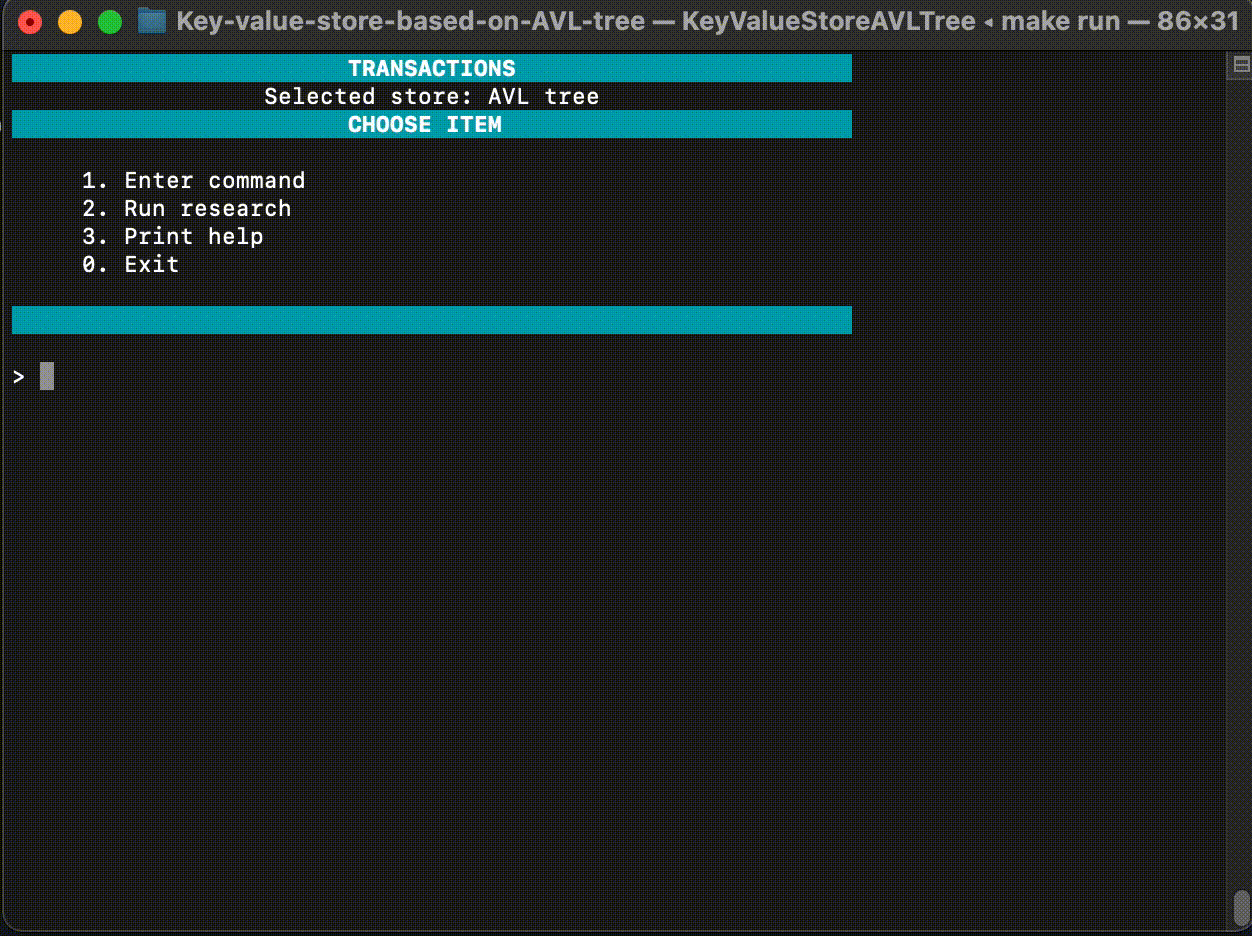 Key-value-store-based-on-AVL-tree — KeyValueStoreAVLTree ◂ make run — 86×31
TRANSACTIONS
Selected store: AVL tree
CHOOSE ITEM
1. Enter command
2. Run research
3. Print help
0. Exit
>